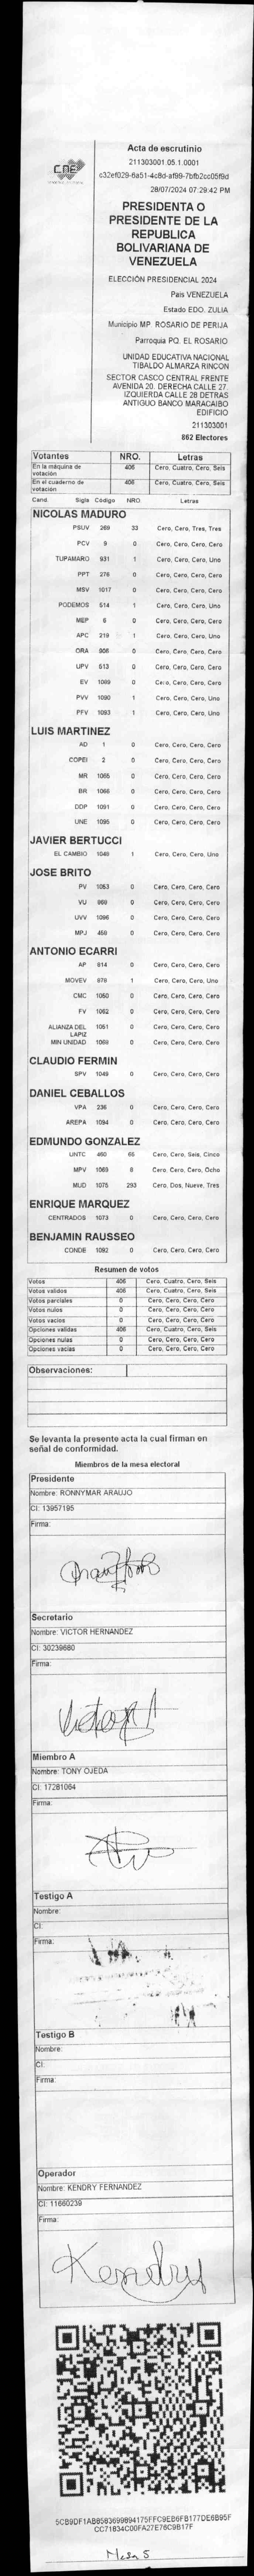 CNE
Acta de escrutinio
211303001.05.1.0001
c32ef029-6a51-4c8d-af99-7bfb2cc05f9d
28/07/2024 07:29:42 PM
PRESIDENTA O
PRESIDENTE DE LA
REPUBLICA
BOLIVARIANA DE
VENEZUELA
ELECCIÓN PRESIDENCIAL 2024
Pais VENEZUELA
Estado EDO. ZULIA
Municipio MP. ROSARIO DE PERIJA
Parroquia PQ. EL ROSARIO
UNIDAD EDUCATIVA NACIONAL
TIBALDO ALMARZA RINCON
SECTOR CASCO CENTRAL FRENTE
AVENIDA 20. DERECHA CALLE 27.
IZQUIERDA CALLE 28 DETRAS
ANTIGUO BANCO MARACAIBO
EDIFICIO
211303001
862 Electores
Votantes NRO. Letras
En la máquina de votación 406 Cero, Cuatro, Cero, Seis
En el cuaderno de votación 406 Cero, Cuatro, Cero, Seis
Cand. Sigla Código NRO. Letras
NICOLAS MADURO
PSUV 269 33 Cero, Cero, Tres, Tres
PCV 9 0 Cero, Cero, Cero, Cero
TUPAMARO 931 1 Cero, Cero, Cero, Uno
PPT 276 0 Cero, Cero, Cero, Cero
MSV 1017 0 Cero, Cero, Cero, Cero
PODEMOS 514 1 Cero, Cero, Cero, Uno
MEP 6 0 Cero, Cero, Cero, Cero
APC 219 1 Cero, Cero, Cero, Uno
ORA 906 0 Cero, Cero, Cero, Cero
UPV 513 0 Cero, Cero, Cero, Cero
EV 1089 0 Cero, Cero, Cero, Cero
PVV 1090 1 Cero, Cero, Cero, Uno
PFV 1093 1 Cero, Cero, Cero, Uno
LUIS MARTINEZ
AD 1 0 Cero, Cero, Cero, Cero
COPEI 2 0 Cero, Cero, Cero, Cero
MR 1065 0 Cero, Cero, Cero, Cero
BR 1066 0 Cero, Cero, Cero, Cero
DDP 1091 0 Cero, Cero, Cero, Cero
UNE 1095 0 Cero, Cero, Cero, Cero
JAVIER BERTUCCI
EL CAMBIO 1048 1 Cero, Cero, Cero, Uno
JOSE BRITO
PV 1053 0 Cero, Cero, Cero, Cero
VU 868 0 Cero, Cero, Cero, Cero
UVV 1096 0 Cero, Cero, Cero, Cero
MPJ 458 0 Cero, Cero, Cero, Cero
ANTONIO ECARRI
AP 814 0 Cero, Cero, Cero, Cero
MOVEV 978 1 Cero, Cero, Cero, Uno
CMC 1050 0 Cero, Cero, Cero, Cero
FV 1062 0 Cero, Cero, Cero, Cero
ALIANZA DEL LAPIZ 1051 0 Cero, Cero, Cero, Cero
MIN UNIDAD 1068 0 Cero, Cero, Cero, Cero
CLAUDIO FERMIN
SPV 1049 0 Cero, Cero, Cero, Cero
DANIEL CEBALLOS
VPA 236 0 Cero, Cero, Cero, Cero
AREPA 1094 0 Cero, Cero, Cero, Cero
EDMUNDO GONZALEZ
UNTC 460 65 Cero, Cero, Seis, Cinco
MPV 1069 8 Cero, Cero, Cero, Ocho
MUD 1075 293 Cero, Dos, Nueve, Tres
ENRIQUE MARQUEZ
CENTRADOS 1073 0 Cero, Cero, Cero, Cero
BENJAMIN RAUSSEO
CONDE 1092 0 Cero, Cero, Cero, Cero
Resumen de votos
Votos 406 Cero, Cuatro, Cero, Seis
Votos validos 406 Cero, Cuatro, Cero, Seis
Votos parciales 0 Cero, Cero, Cero, Cero
Votos nulos 0 Cero, Cero, Cero, Cero
Votos vacios 0 Cero, Cero, Cero, Cero
Opciones validas 406 Cero, Cuatro, Cero, Seis
Opciones nulas 0 Cero, Cero, Cero, Cero
Opciones vacias 0 Cero, Cero, Cero, Cero
Observaciones:
Se levanta la presente acta la cual firman en
señal de conformidad.
Miembros de la mesa electoral
Presidente
Nombre: RONNYMAR ARAUJO
CI: 13957195
Firma:
Secretario
Nombre: VICTOR HERNANDEZ
CI: 30239880
Firma:
Victor
Miembro A
Nombre: TONY OJEDA
CI: 17281064
Firma:
Testigo A
Nombre:
CI:
Firma:
Testigo B
Nombre:
CI:
Firma:
Operador
Nombre: KENDRY FERNANDEZ
CI: 11660239
Firma:
Kendry
5CB9DF1AB8583699894175FFC9EB6FB177DE6B95F
CC71834C00FA27E76C9B17F
Mesa 5